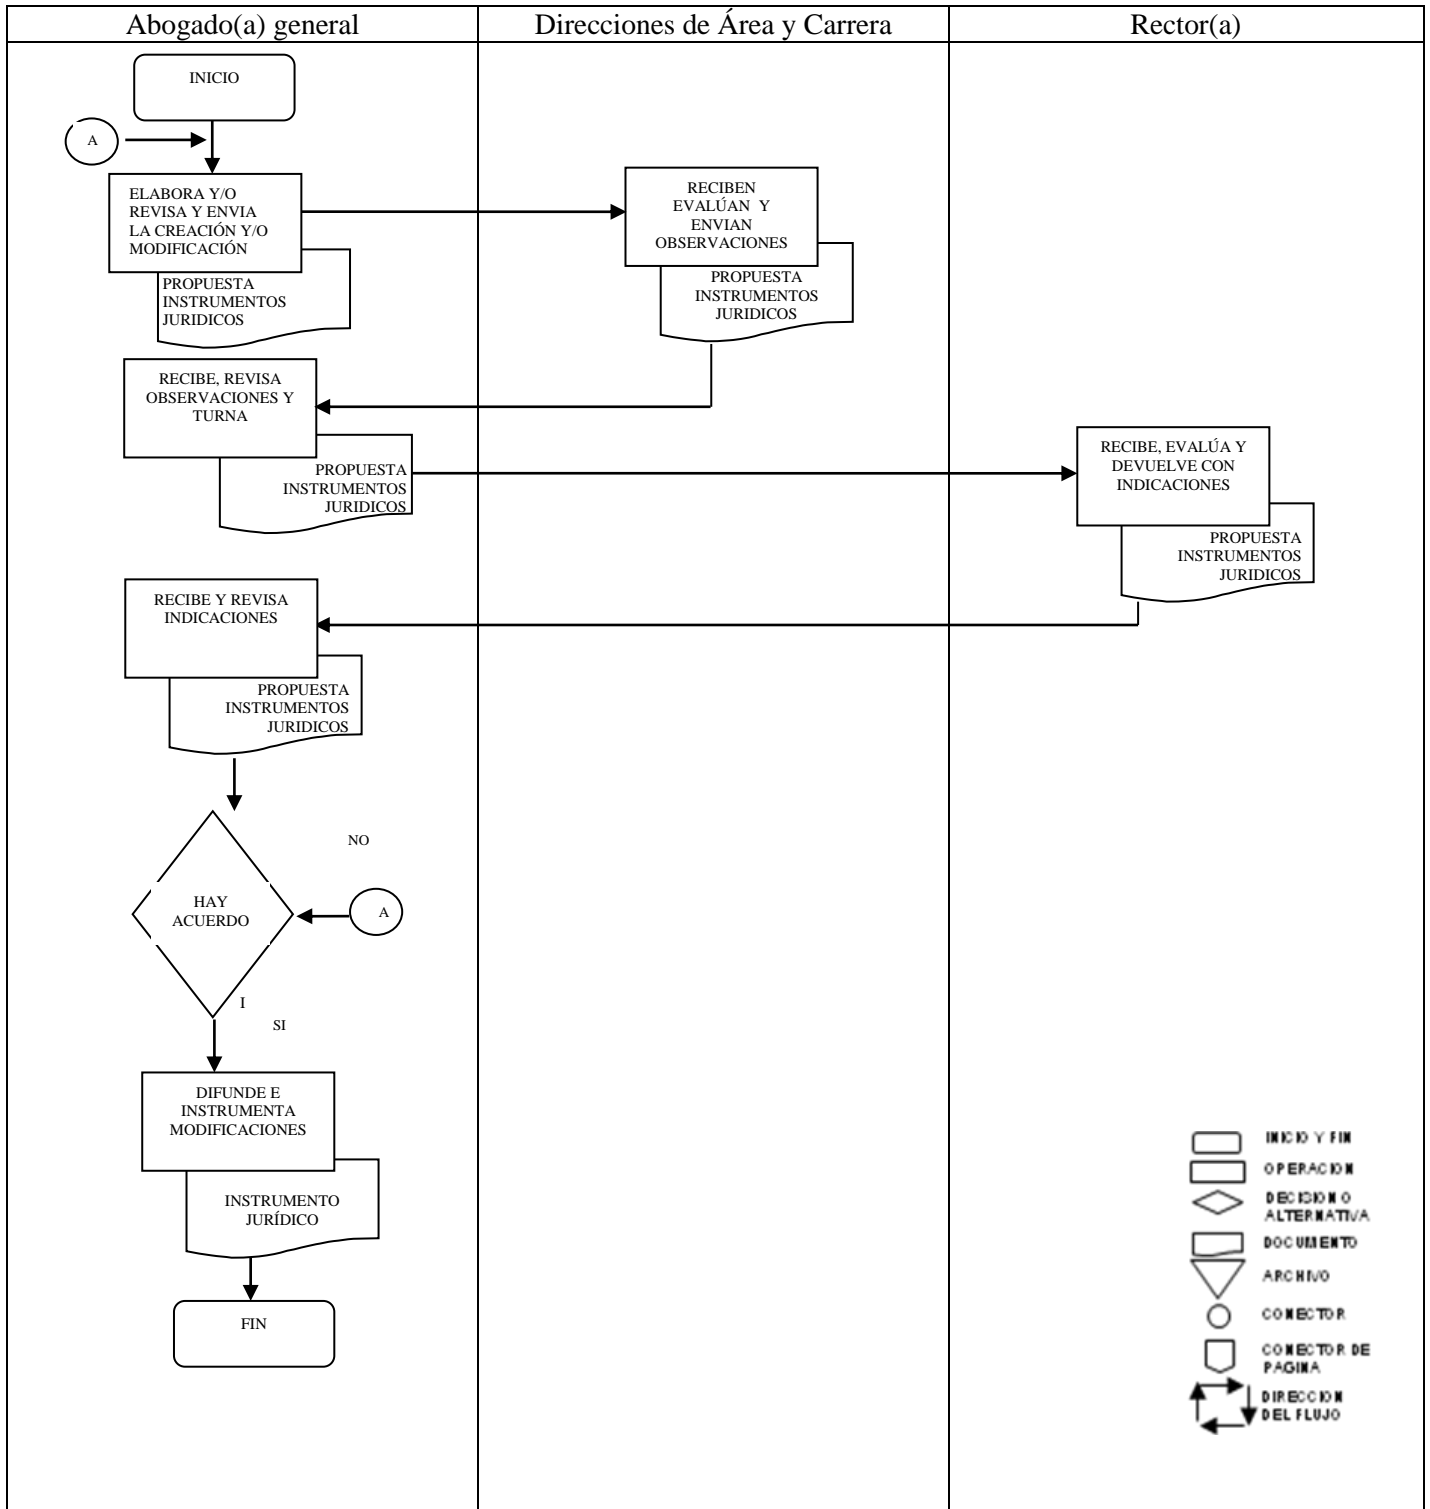 Abogado(a) general
Direcciones de Área y Carrera
Rector(a)
INICIO
A
ELABORA Y/O
REVISA Y ENVIA
LA CREACIÓN Y/O
MODIFICACIÓN
PROPUESTA
INSTRUMENTOS
JURIDICOS
RECIBEN
EVALÚAN Y
ENVIAN
OBSERVACIONES
PROPUESTA
INSTRUMENTOS
JURIDICOS
RECIBE, REVISA
OBSERVACIONES Y
TURNA
PROPUESTA
INSTRUMENTOS
JURIDICOS
RECIBE, EVALÚA Y
DEVUELVE CON
INDICACIONES
PROPUESTA
INSTRUMENTOS
JURIDICOS
RECIBE Y REVISA
INDICACIONES
PROPUESTA
INSTRUMENTOS
JURIDICOS
NO
HAY
ACUERDO
A
I
SI
DIFUNDE E
INSTRUMENTA
MODIFICACIONES
INSTRUMENTO
JURÍDICO
FIN
INICIO Y FIN
OPERACION
DECISION O
ALTERNATIVA
DOCUMENTO
ARCHIVO
CONECTOR
CONECTOR DE
PAGINA
DIRECCION
DEL FLUJO